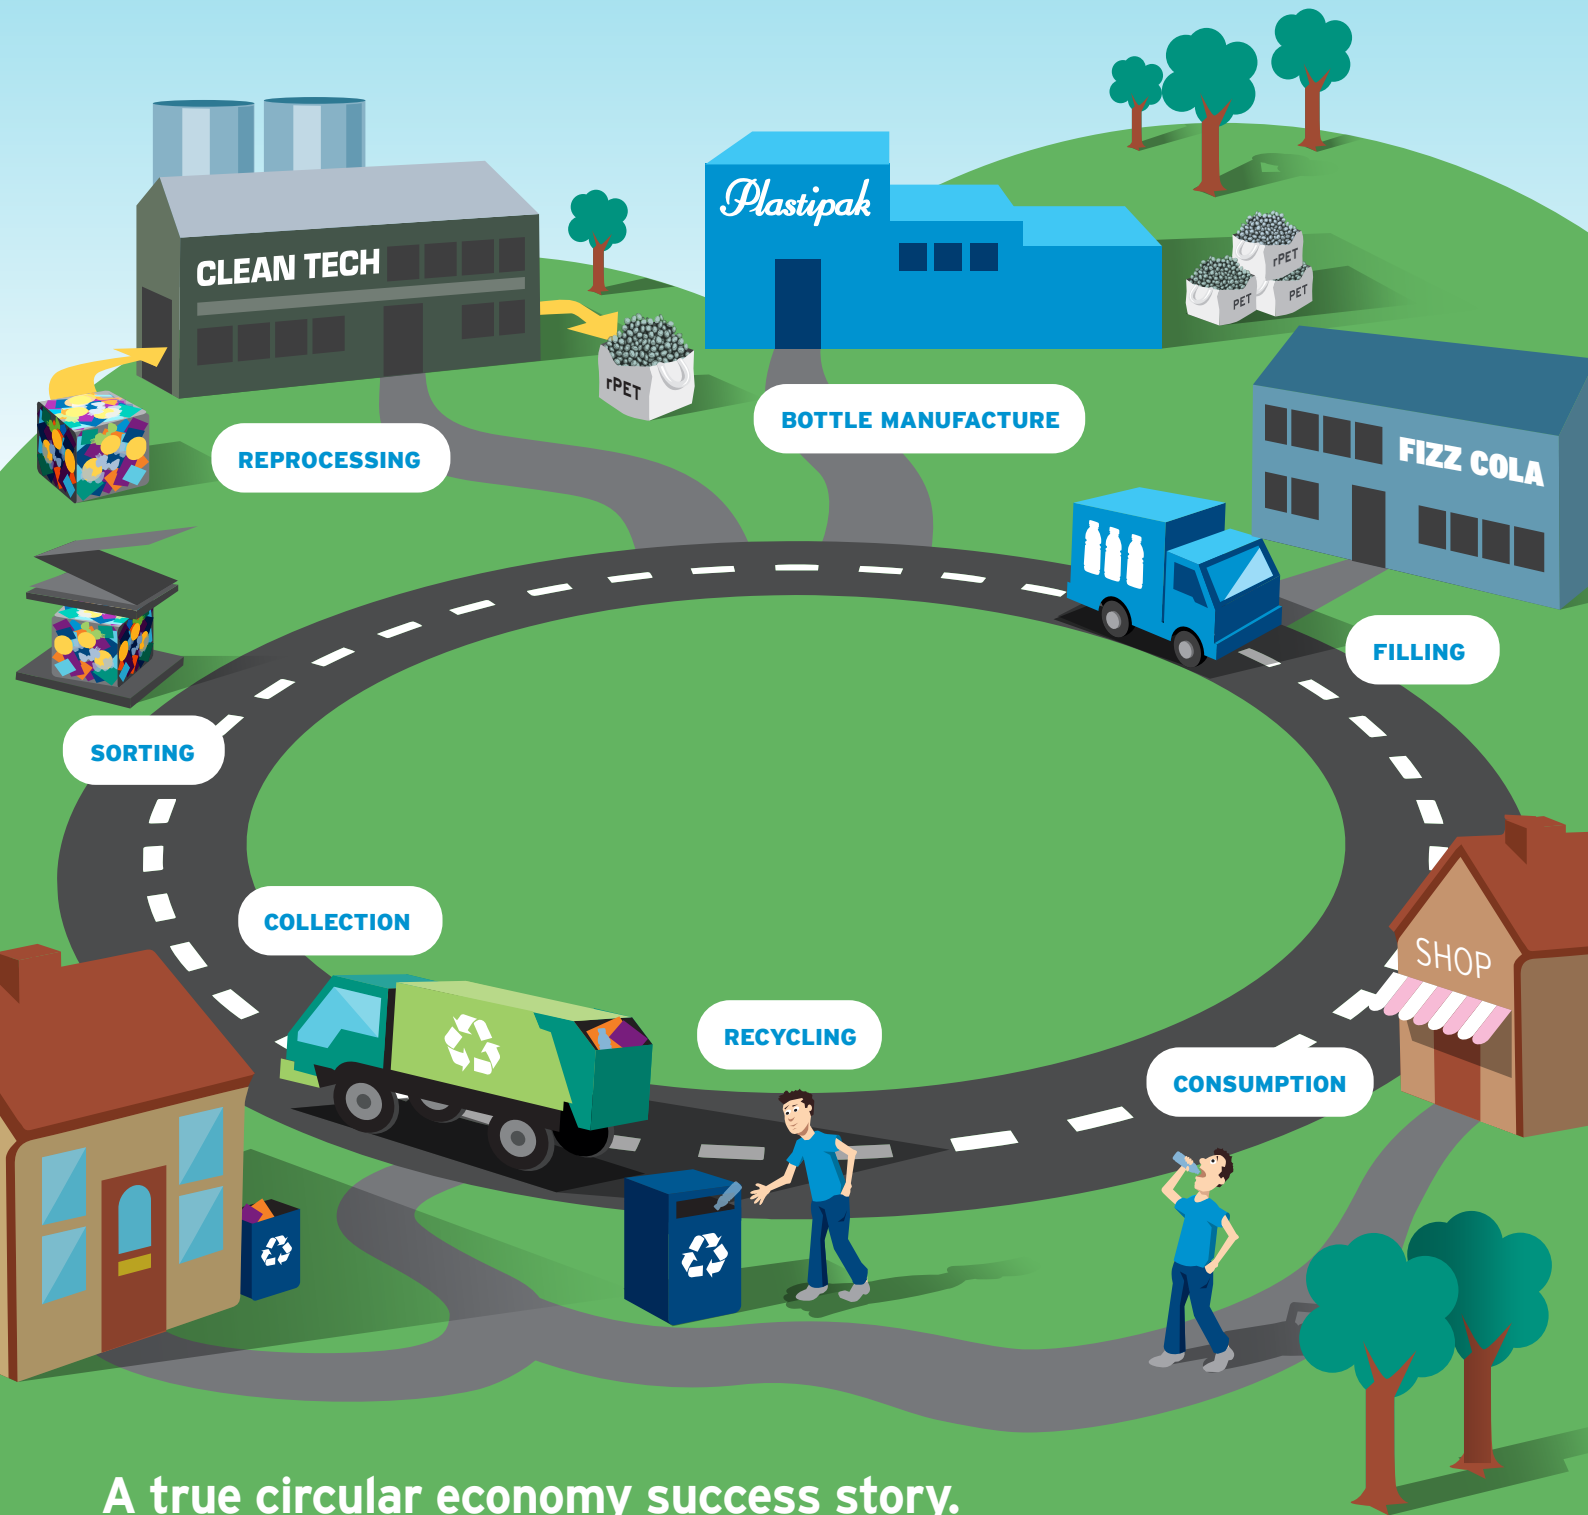 Plastipak
CLEAN TECH
rPET
rPET
PET
PET
BOTTLE MANUFACTURE
REPROCESSING
FIZZ COLA
FILLING
SORTING
COLLECTION
SHOP
RECYCLING
CONSUMPTION
A true circular economy success story.